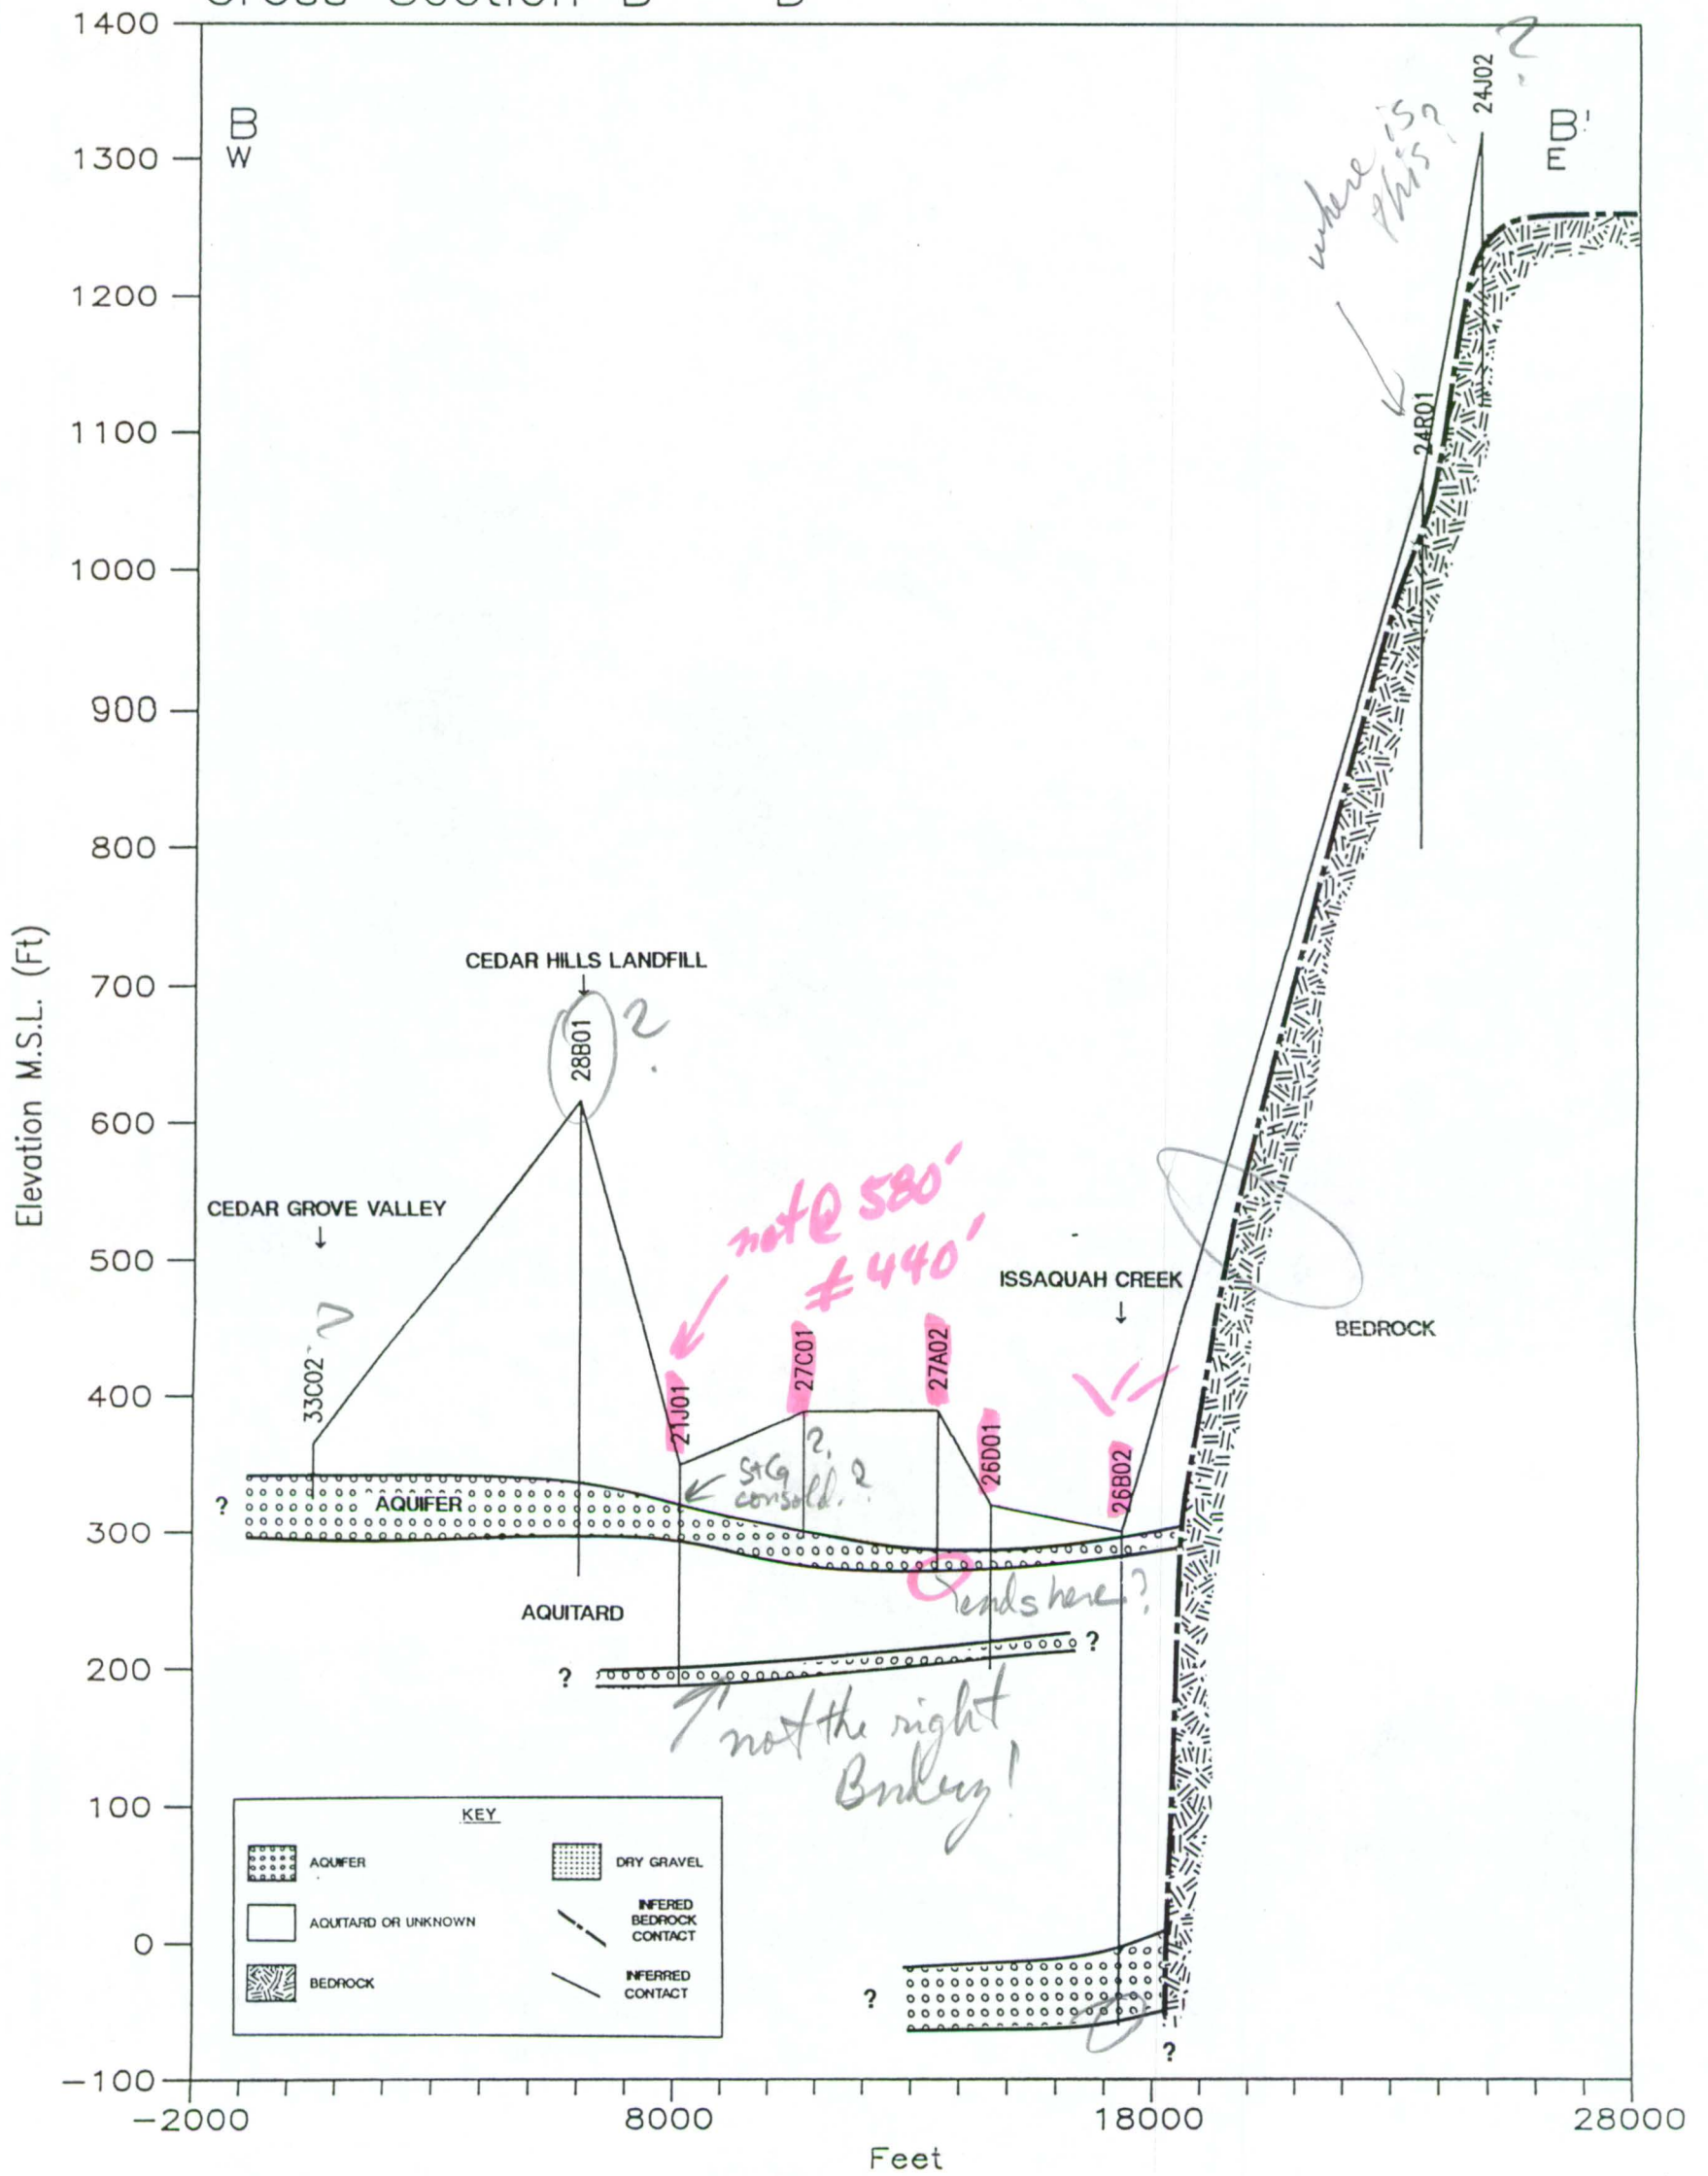 Cross Section B B
1400
1300
1200
1100
1000
900
800
700
600
500
400
300
200
100
0
-100
Elevation M.S.L. (Ft)
B
W
24J02
?
B'
E
where is
this?
24R01
CEDAR HILLS LANDFILL
28B01
?
CEDAR GROVE VALLEY
33C02
not @ 580'
≠ 440'
ISSAQUAH CREEK
BEDROCK
21J01
27C01
27A02
26D01
26B02
?
S+G ?
consold. ?
?
AQUIFER
AQUITARD
ends here?
?
?
not the right
!
KEY
AQUIFER
DRY GRAVEL
AQUITARD OR UNKNOWN
INFERED
BEDROCK
CONTACT
BEDROCK
INFERRED
CONTACT
?
?
-2000
8000
18000
28000
Feet